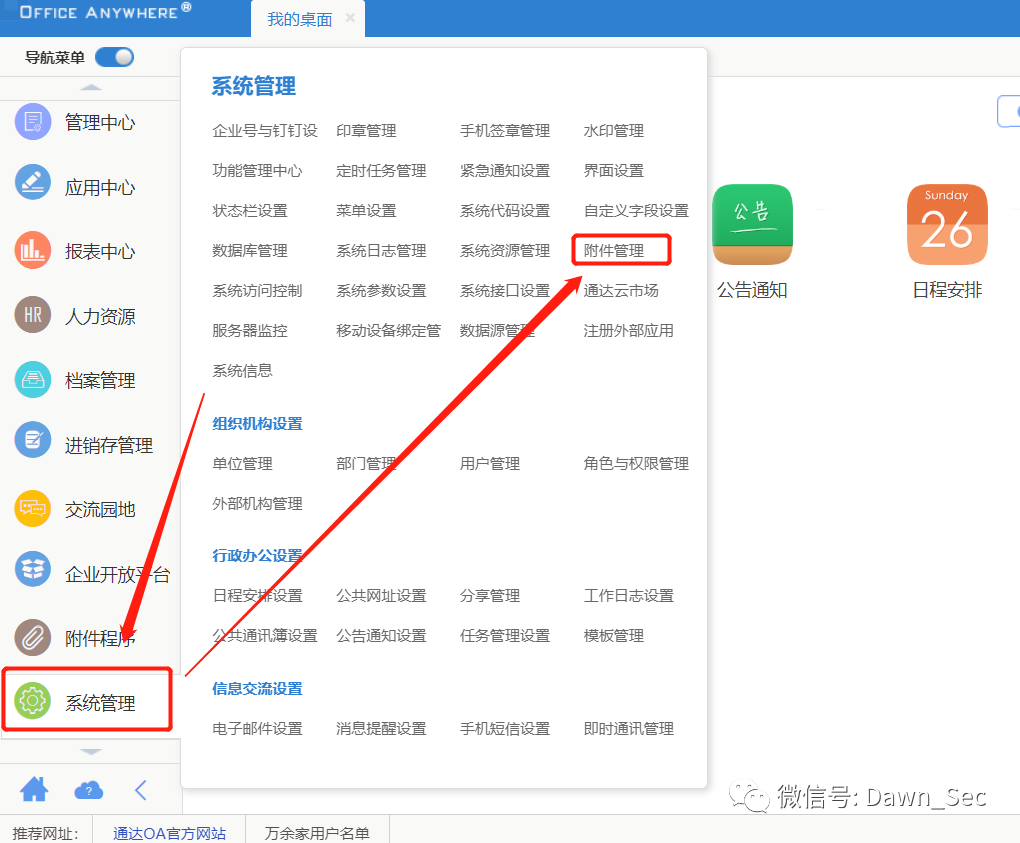 OFFICE ANYWHERE®
我的桌面 ×
导航菜单
管理中心
应用中心
报表中心
HR 人力资源
档案管理
进销存管理
交流园地
企业开放平台
附件程序
系统管理
系统管理
企业号与钉钉设 印章管理 手机签章管理 水印管理
功能管理中心 定时任务管理 紧急通知设置 界面设置
状态栏设置 菜单设置 系统代码设置 自定义字段设置
数据库管理 系统日志管理 系统资源管理 附件管理
系统访问控制 系统参数设置 系统接口设置 通达云市场
服务器监控 移动设备绑定管 数据源管理 注册外部应用
系统信息
组织机构设置
单位管理 部门管理 用户管理 角色与权限管理
外部机构管理
行政办公设置
日程安排设置 公共网址设置 分享管理 工作日志设置
公共通讯簿设置 公告通知设置 任务管理设置 模板管理
信息交流设置
电子邮件设置 消息提醒设置 手机短信设置 即时通讯管理
公告
公告通知
Sunday
26
日程安排
?
微信号: Dawn_Sec
推荐网址: 通达OA官方网站 万余家用户名单